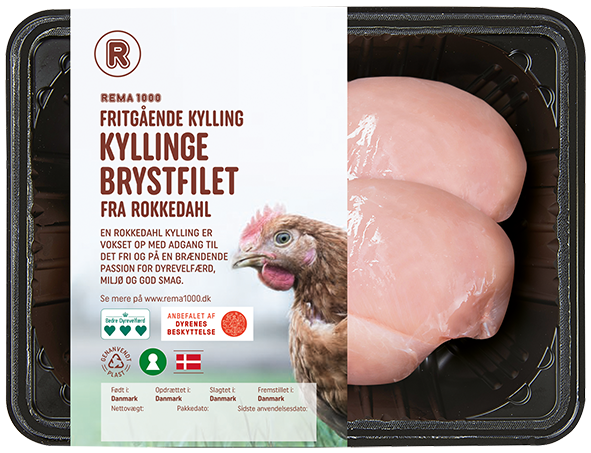 R
REMA 1000
FRITGÅENDE KYLLING
KYLLINGE
BRYSTFILET
FRA ROKKEDAHL
EN ROKKEDAHL KYLLING ER
VOKSET OP MED ADGANG TIL
DET FRI OG PÅ EN BRÆNDENDE
PASSION FOR DYREVELFÆRD,
MILJØ OG GOD SMAG.
Se mere på www.rema1000.dk
Bedre Dyrevelfærd
ANBEFALET AF
DYRENES
BESKYTTELSE
GENANVENDT
PLAST
Født i: Opdrættet i: Slagtet i: Fremstillet i:
Danmark Danmark Danmark Danmark
Nettovægt: Pakkedato: Sidste anvendelsesdato: